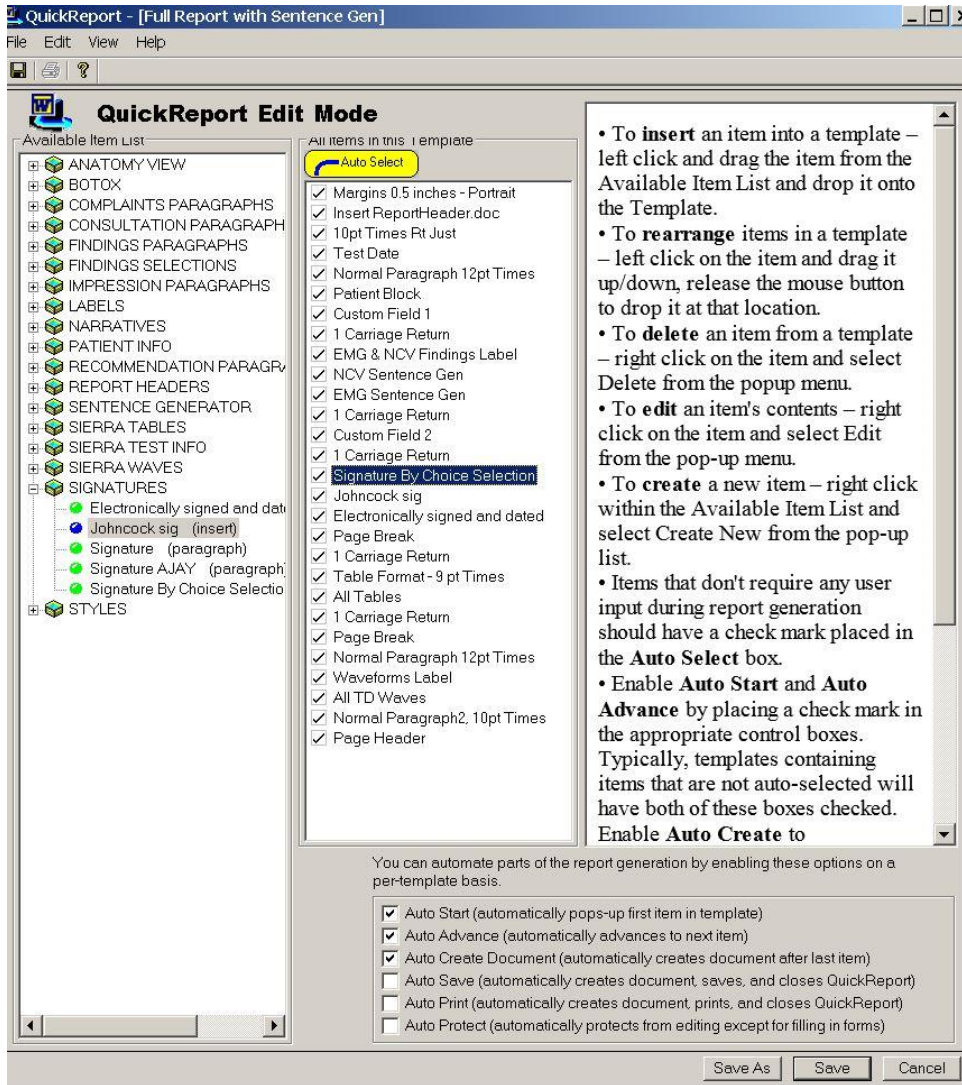 QuickReport - [Full Report with Sentence Gen]
File Edit View Help
QuickReport Edit Mode
Available Item List
ANATOMY VIEW
BOTOX
COMPLAINTS PARAGRAPHS
CONSULTATION PARAGRAPH
FINDINGS PARAGRAPHS
FINDINGS SELECTIONS
IMPRESSION PARAGRAPHS
LABELS
NARRATIVES
PATIENT INFO
RECOMMENDATION PARAGRA
REPORT HEADERS
SENTENCE GENERATOR
SIERRA TABLES
SIERRA TEST INFO
SIERRA WAVES
SIGNATURES
Electronically signed and dat
Johncock sig (insert)
Signature (paragraph)
Signature AJAY (paragraph
Signature By Choice Selectio
STYLES
All Items in this Template
Auto Select
Margins 0.5 inches - Portrait
Insert ReportHeader.doc
10pt Times Rt Just
Test Date
Normal Paragraph 12pt Times
Patient Block
Custom Field 1
1 Carriage Return
EMG & NCV Findings Label
NCV Sentence Gen
EMG Sentence Gen
1 Carriage Return
Custom Field 2
1 Carriage Return
Signature By Choice Selection
Johncock sig
Electronically signed and dated
Page Break
1 Carriage Return
Table Format - 9 pt Times
All Tables
1 Carriage Return
Page Break
Normal Paragraph 12pt Times
Waveforms Label
All TD Waves
Normal Paragraph2, 10pt Times
Page Header
• To insert an item into a template –
left click and drag the item from the
Available Item List and drop it onto
the Template.
• To rearrange items in a template
– left click on the item and drag it
up/down, release the mouse button
to drop it at that location.
• To delete an item from a template
– right click on the item and select
Delete from the popup menu.
• To edit an item's contents – right
click on the item and select Edit
from the pop-up menu.
• To create a new item – right click
within the Available Item List and
select Create New from the pop-up
list.
• Items that don't require any user
input during report generation
should have a check mark placed in
the Auto Select box.
• Enable Auto Start and Auto
Advance by placing a check mark in
the appropriate control boxes.
Typically, templates containing
items that are not auto-selected will
have both of these boxes checked.
Enable Auto Create to
You can automate parts of the report generation by enabling these options on a
per-template basis.
Auto Start (automatically pops-up first item in template)
Auto Advance (automatically advances to next item)
Auto Create Document (automatically creates document after last item)
Auto Save (automatically creates document, saves, and closes QuickReport)
Auto Print (automatically creates document, prints, and closes QuickReport)
Auto Protect (automatically protects from editing except for filling in forms)
Save As Save Cancel